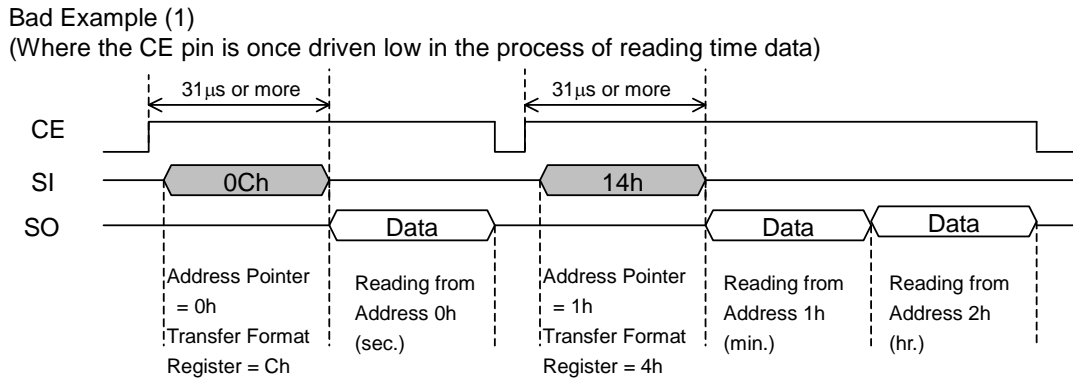 Bad Example (1)
(Where the CE pin is once driven low in the process of reading time data)
31μs or more
31μs or more
CE
SI
0Ch
14h
SO
Data
Data
Data
Address Pointer
= 0h
Transfer Format
Register = Ch
Reading from
Address 0h
(sec.)
Address Pointer
= 1h
Transfer Format
Register = 4h
Reading from
Address 1h
(min.)
Reading from
Address 2h
(hr.)